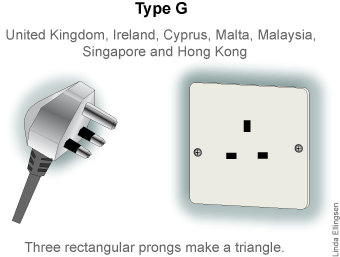 Type G
United Kingdom, Ireland, Cyprus, Malta, Malaysia,
Singapore and Hong Kong
Three rectangular prongs make a triangle.
Linda Ellingsen